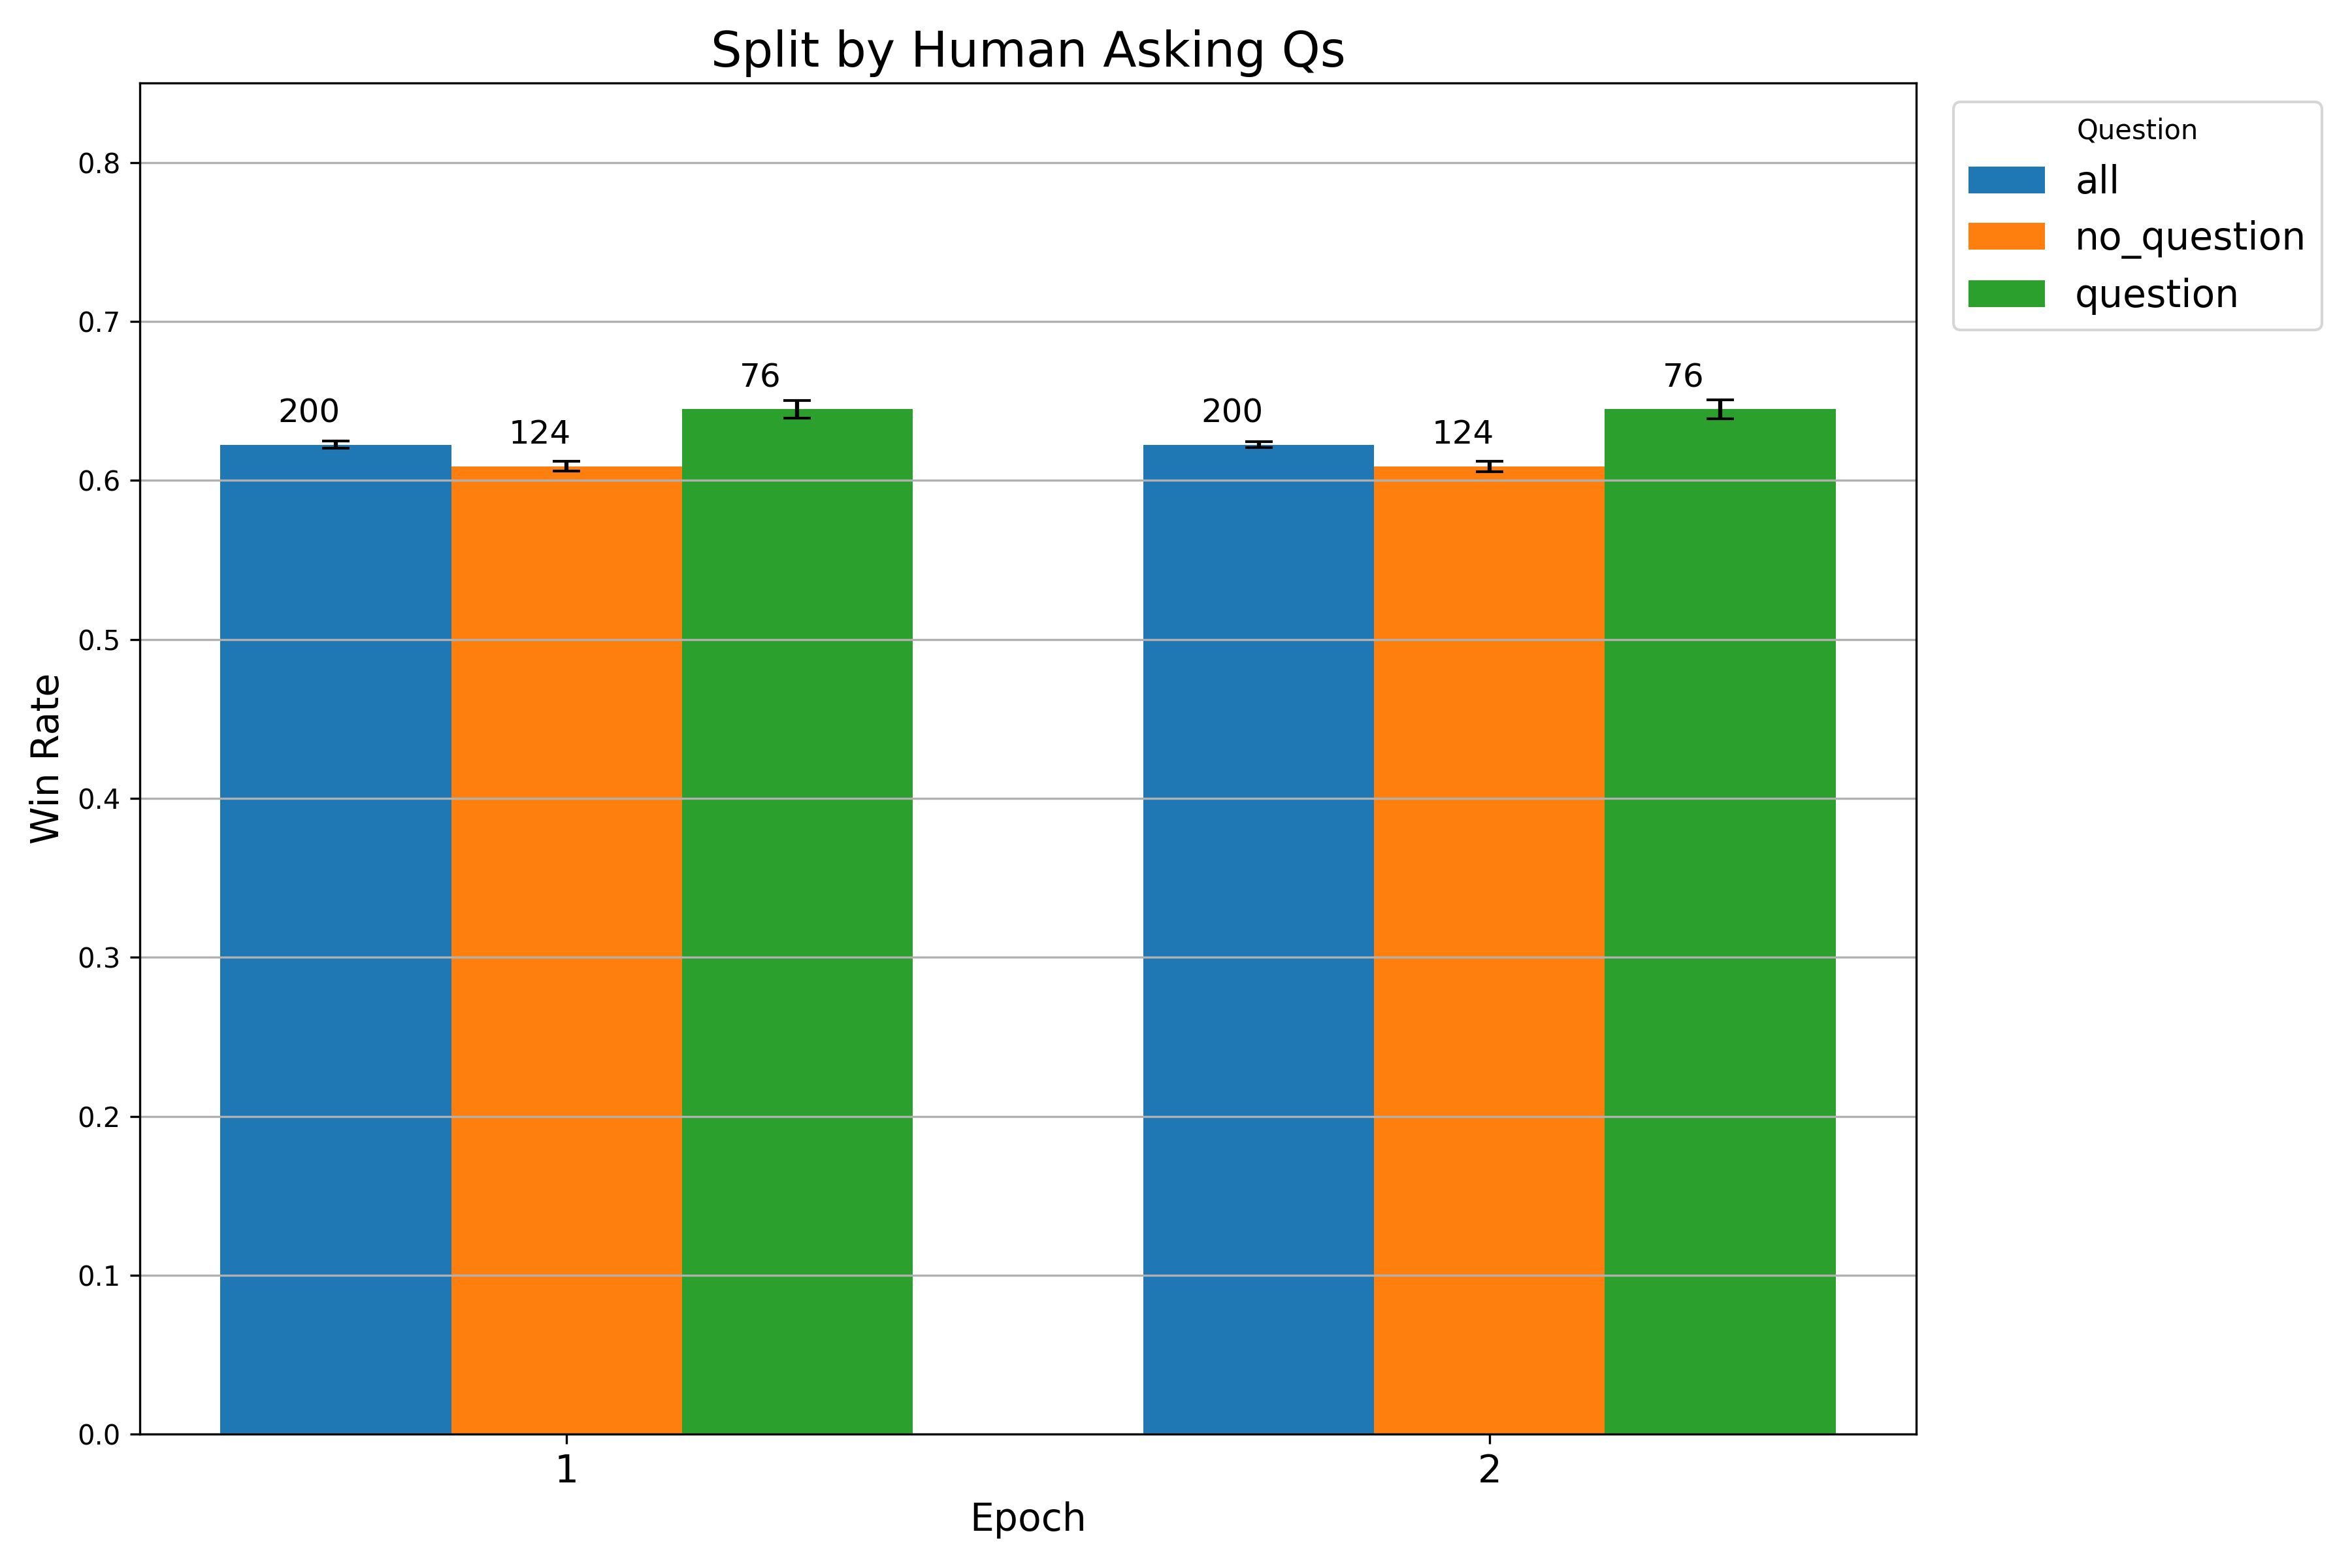 Split by Human Asking Qs
Question
all
no_question
question
0.8
0.7
0.6
0.5
0.4
0.3
0.2
0.1
0.0
Win Rate
200
124
76
200
124
76
1
2
Epoch